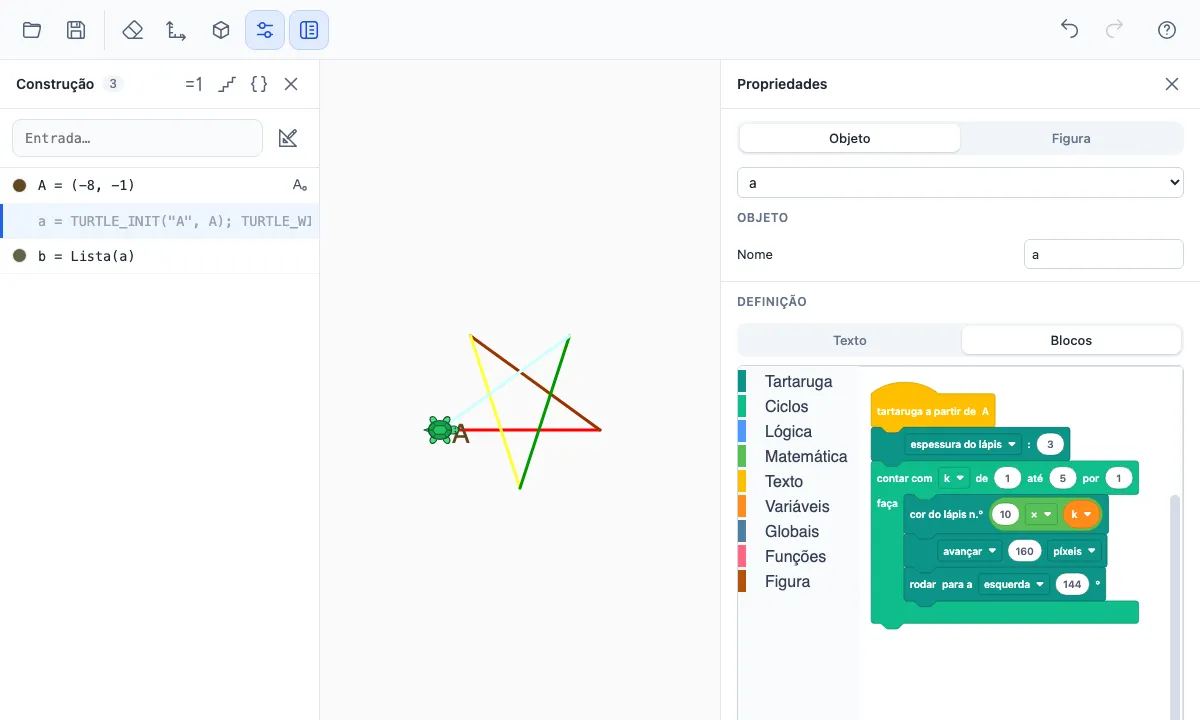 Construção 3
=1
{}
Entrada…
A = (−8, −1)
a = TURTLE_INIT("A", A); TURTLE_WI
b = Lista(a)
A
Propriedades
Objeto
Figura
a
OBJETO
Nome
a
DEFINIÇÃO
Texto
Blocos
Tartaruga
Ciclos
Lógica
Matemática
Texto
Variáveis
Globais
Funções
Figura
tartaruga a partir de A
espessura do lápis : 3
contar com k de 1 até 5 por 1
faça
cor do lápis n.º 10 × k
avançar 160 píxeis
rodar para a esquerda 144 º